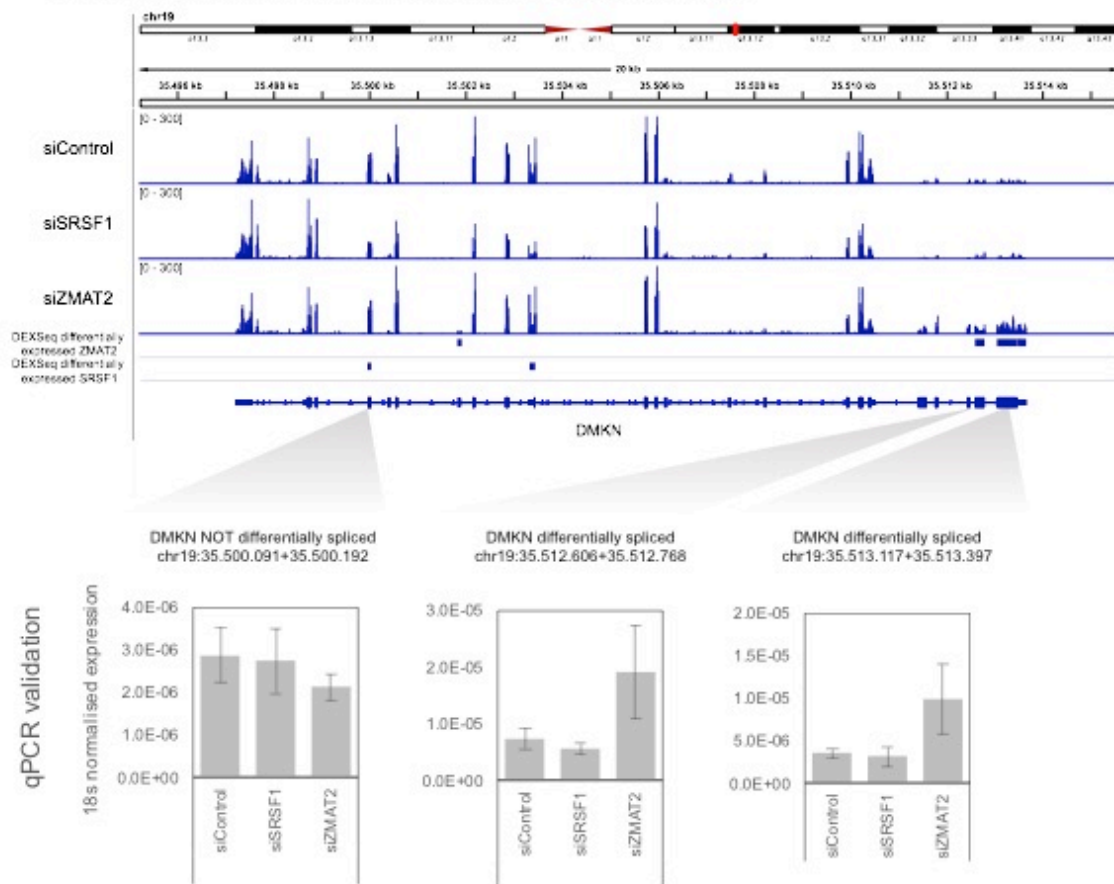 chr19
20 kb
35.496 kb 35.498 kb 35.500 kb 35.502 kb 35.504 kb 35.506 kb 35.508 kb 35.510 kb 35.512 kb 35.514 kb
[0 - 300]
siControl
[0 - 300]
siSRSF1
[0 - 300]
siZMAT2
DEXSeq differentially
expressed ZMAT2
DEXSeq differentially
expressed SRSF1
DMKN
DMKN NOT differentially spliced
chr19:35.500.091+35.500.192
DMKN differentially spliced
chr19:35.512.606+35.512.768
DMKN differentially spliced
chr19:35.513.117+35.513.397
qPCR validation
18s normalised expression
4.0E-06
3.0E-06
2.0E-06
1.0E-06
0.0E+00
siControl
siSRSF1
siZMAT2
3.0E-05
2.0E-05
1.0E-05
0.0E+00
siControl
siSRSF1
siZMAT2
2.0E-05
1.5E-05
1.0E-05
5.0E-06
0.0E+00
siControl
siSRSF1
siZMAT2